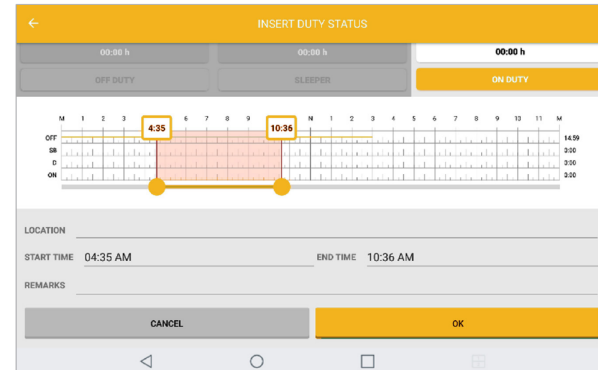 INSERT DUTY STATUS
00:00 h 00:00 h 00:00 h
OFF DUTY SLEEPER ON DUTY
M 1 2 3 6 7 8 9 N 1 2 3 4 5 6 7 8 9 10 11 M
4:35 10:36
OFF 14:59
SB 3:00
D 3:00
ON 3:00
LOCATION
START TIME 04:35 AM END TIME 10:36 AM
REMARKS
CANCEL OK